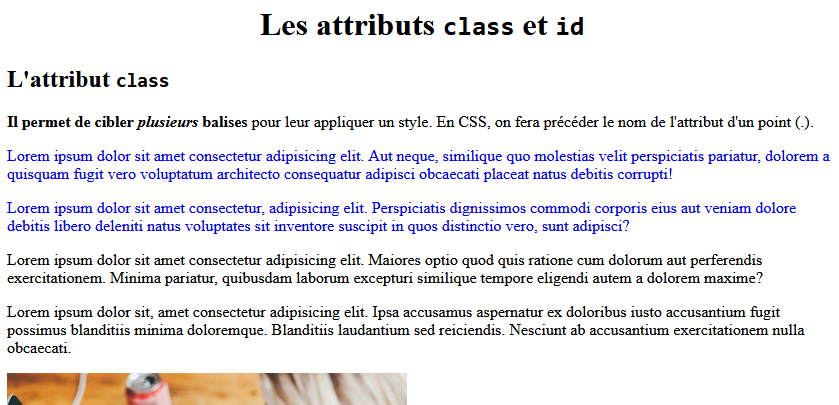 Les attributs class et id
L'attribut class
Il permet de cibler plusieurs balises pour leur appliquer un style. En CSS, on fera précéder le nom de l'attribut d'un point (.).
Lorem ipsum dolor sit amet consectetur adipisicing elit. Aut neque, similique quo molestias velit perspiciatis pariatur, dolorem a
quisquam fugit vero voluptatum architecto consequatur adipisci obcaecati placeat natus debitis corrupti!
Lorem ipsum dolor sit amet consectetur, adipisicing elit. Perspiciatis dignissimos commodi corporis eius aut veniam dolore
debitis libero deleniti natus voluptates sit inventore suscipit in quos distinctio vero, sunt adipisci?
Lorem ipsum dolor sit amet consectetur adipisicing elit. Maiores optio quod quis ratione cum dolorum aut perferendis
exercitationem. Minima pariatur, quibusdam laborum excepturi similique tempore eligendi autem a dolorem maxime?
Lorem ipsum dolor sit, amet consectetur adipisicing elit. Ipsa accusamus aspernatur ex doloribus iusto accusantium fugit
possimus blanditiis minima doloremque. Blanditiis laudantium sed reiciendis. Nesciunt ab accusantium exercitationem nulla
obcaecati.